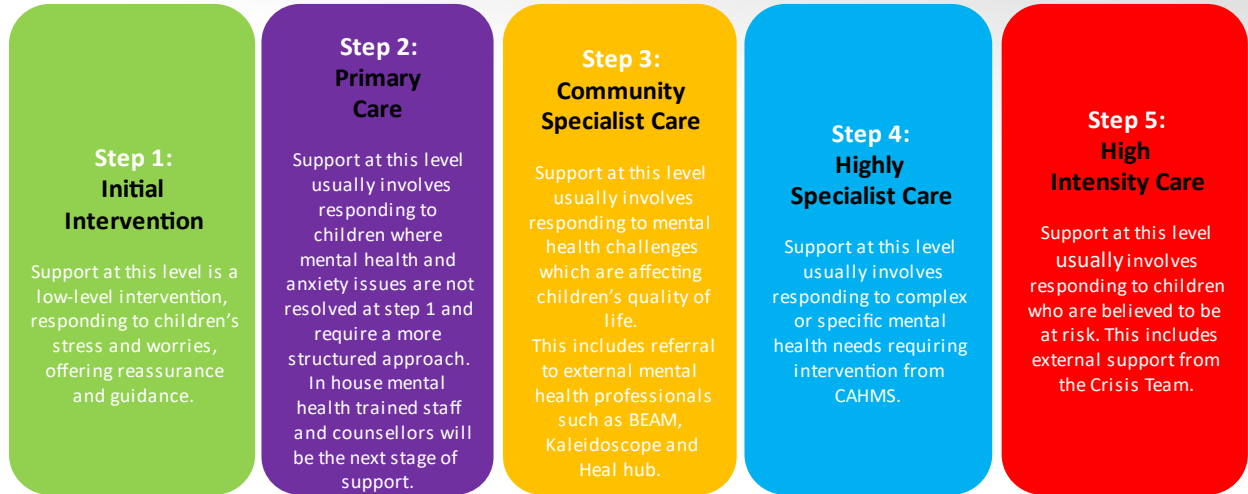 Step 1:
Initial
Intervention
Support at this level is a
low-level intervention,
responding to children's
stress and worries,
offering reassurance
and guidance.
Step 2:
Primary
Care
Support at this level
usually involves
responding to
children where
mental health and
anxiety issues are not
resolved at step 1 and
require a more
structured approach.
In house mental
health trained staff
and counsellors will
be the next stage of
support.
Step 3:
Community
Specialist Care
Support at this level
usually involves
responding to mental
health challenges
which are affecting
children's quality of
life.
This includes referral
to external mental
health professionals
such as BEAM,
Kaleidoscope and
Heal hub.
Step 4:
Highly
Specialist Care
Support at this level
usually involves
responding to complex
or specific mental
health needs requiring
intervention from
CAHMS.
Step 5:
High
Intensity Care
Support at this level
usually involves
responding to children
who are believed to be
at risk. This includes
external support from
the Crisis Team.